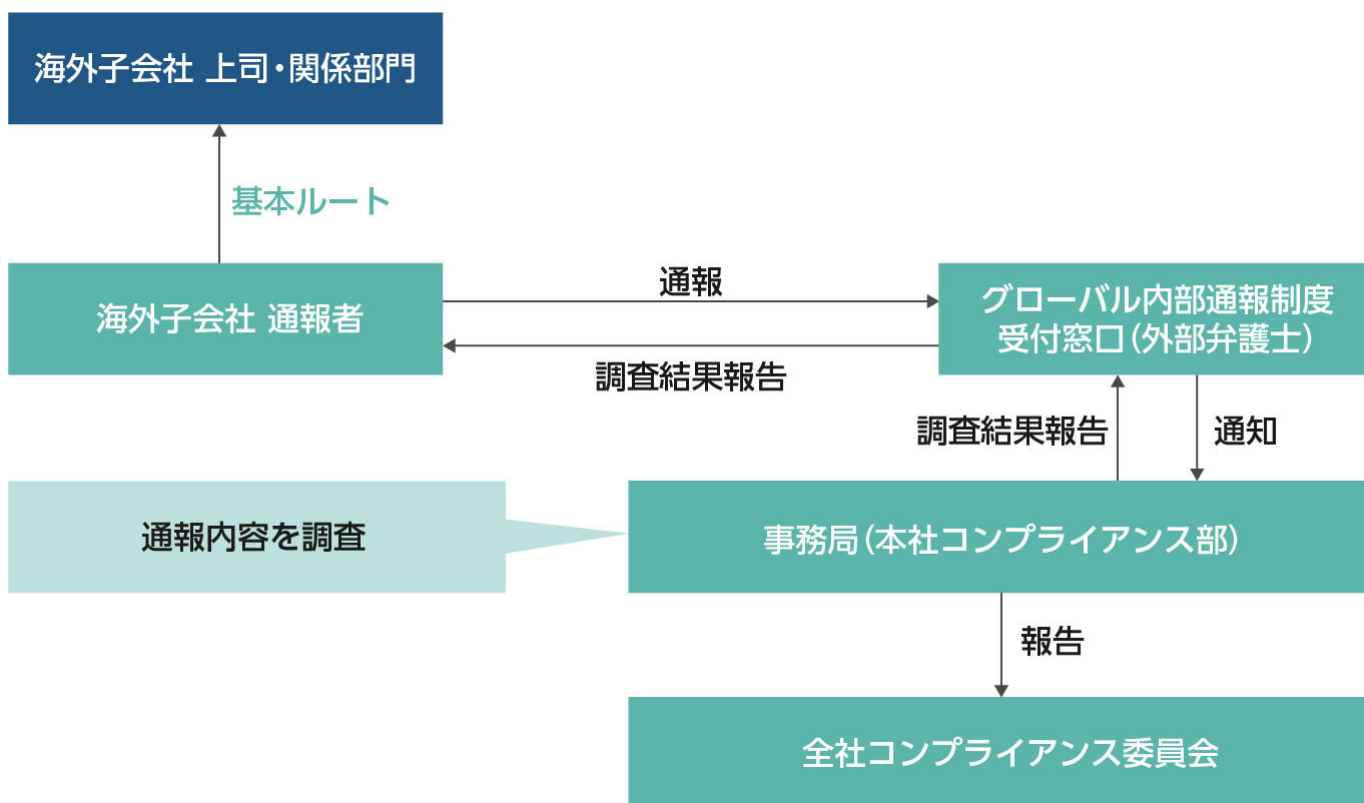 海外子会社 上司・関係部門
基本ルート
海外子会社 通報者
通報
調査結果報告
グローバル内部通報制度
受付窓口(外部弁護士)
調査結果報告
通知
通報内容を調査
事務局(本社コンプライアンス部)
報告
全社コンプライアンス委員会